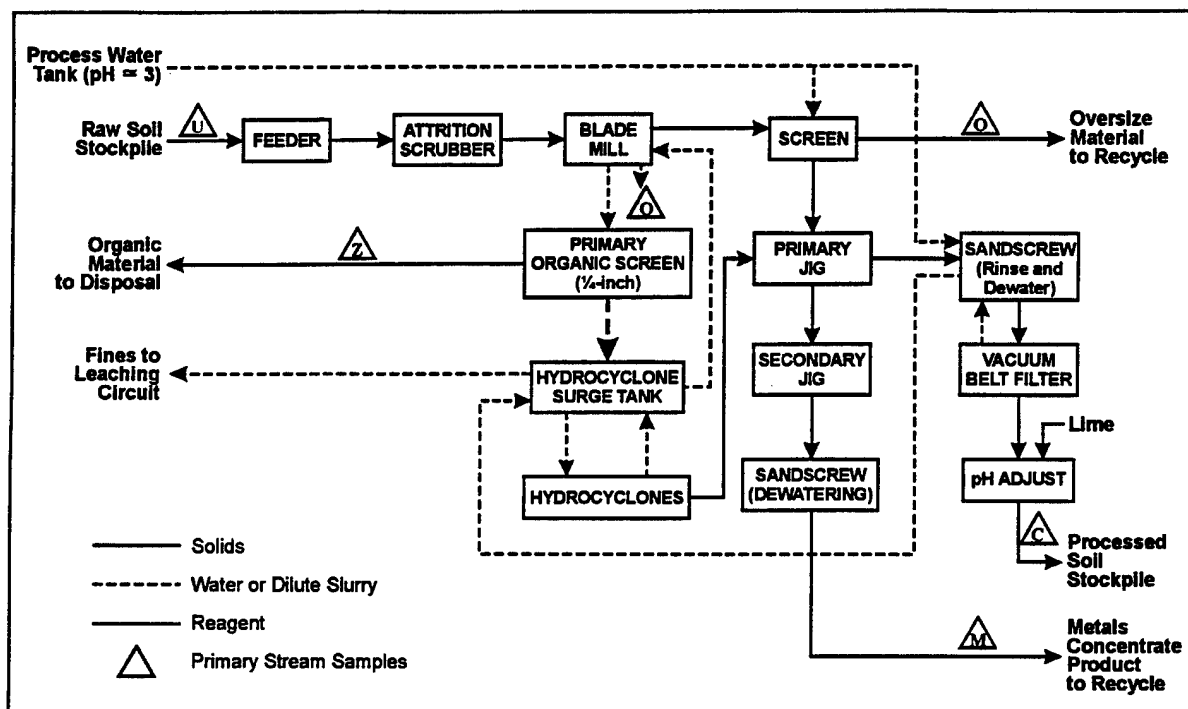 Process Water
Tank (pH ≃ 3)
Raw Soil
Stockpile
U
FEEDER
ATTRITION
SCRUBBER
BLADE
MILL
SCREEN
O
Oversize
Material
to Recycle
O
Organic
Material
to Disposal
Z
PRIMARY
ORGANIC SCREEN
(¼-inch)
PRIMARY
JIG
SANDSCREW
(Rinse and
Dewater)
Fines to
Leaching
Circuit
HYDROCYCLONE
SURGE TANK
SECONDARY
JIG
VACUUM
BELT FILTER
Lime
HYDROCYCLONES
SANDSCREW
(DEWATERING)
pH ADJUST
C
Processed
Soil
Stockpile
Solids
Water or Dilute Slurry
Reagent
Primary Stream Samples
M
Metals
Concentrate
Product
to Recycle